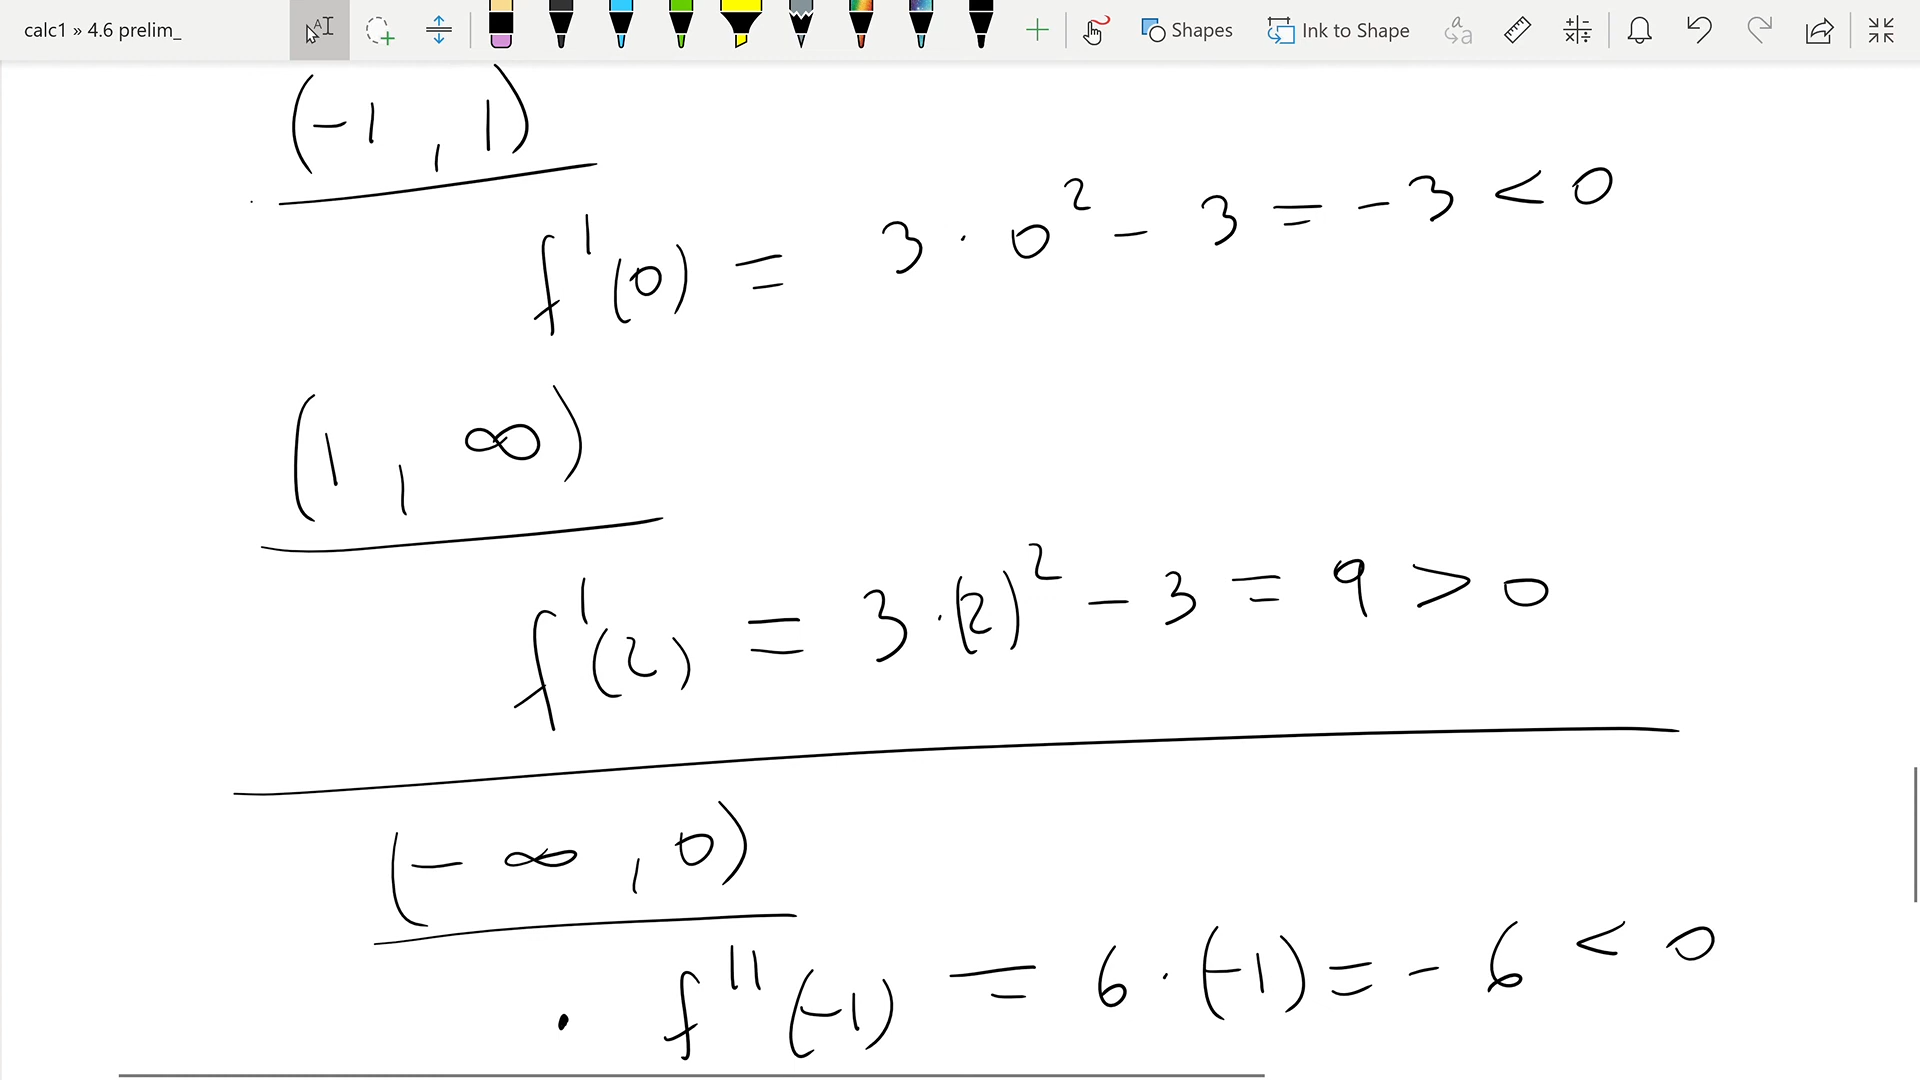 calc1 » 4.6 prelim_
Shapes
Ink to Shape
(-1 , 1)
f'(0) = 3 · 0² - 3 = -3 < 0
(1 , ∞)
f'(2) = 3 · (2)² - 3 = 9 > 0
(-∞ , 0)
f''(-1) = 6 · (-1) = -6 < 0